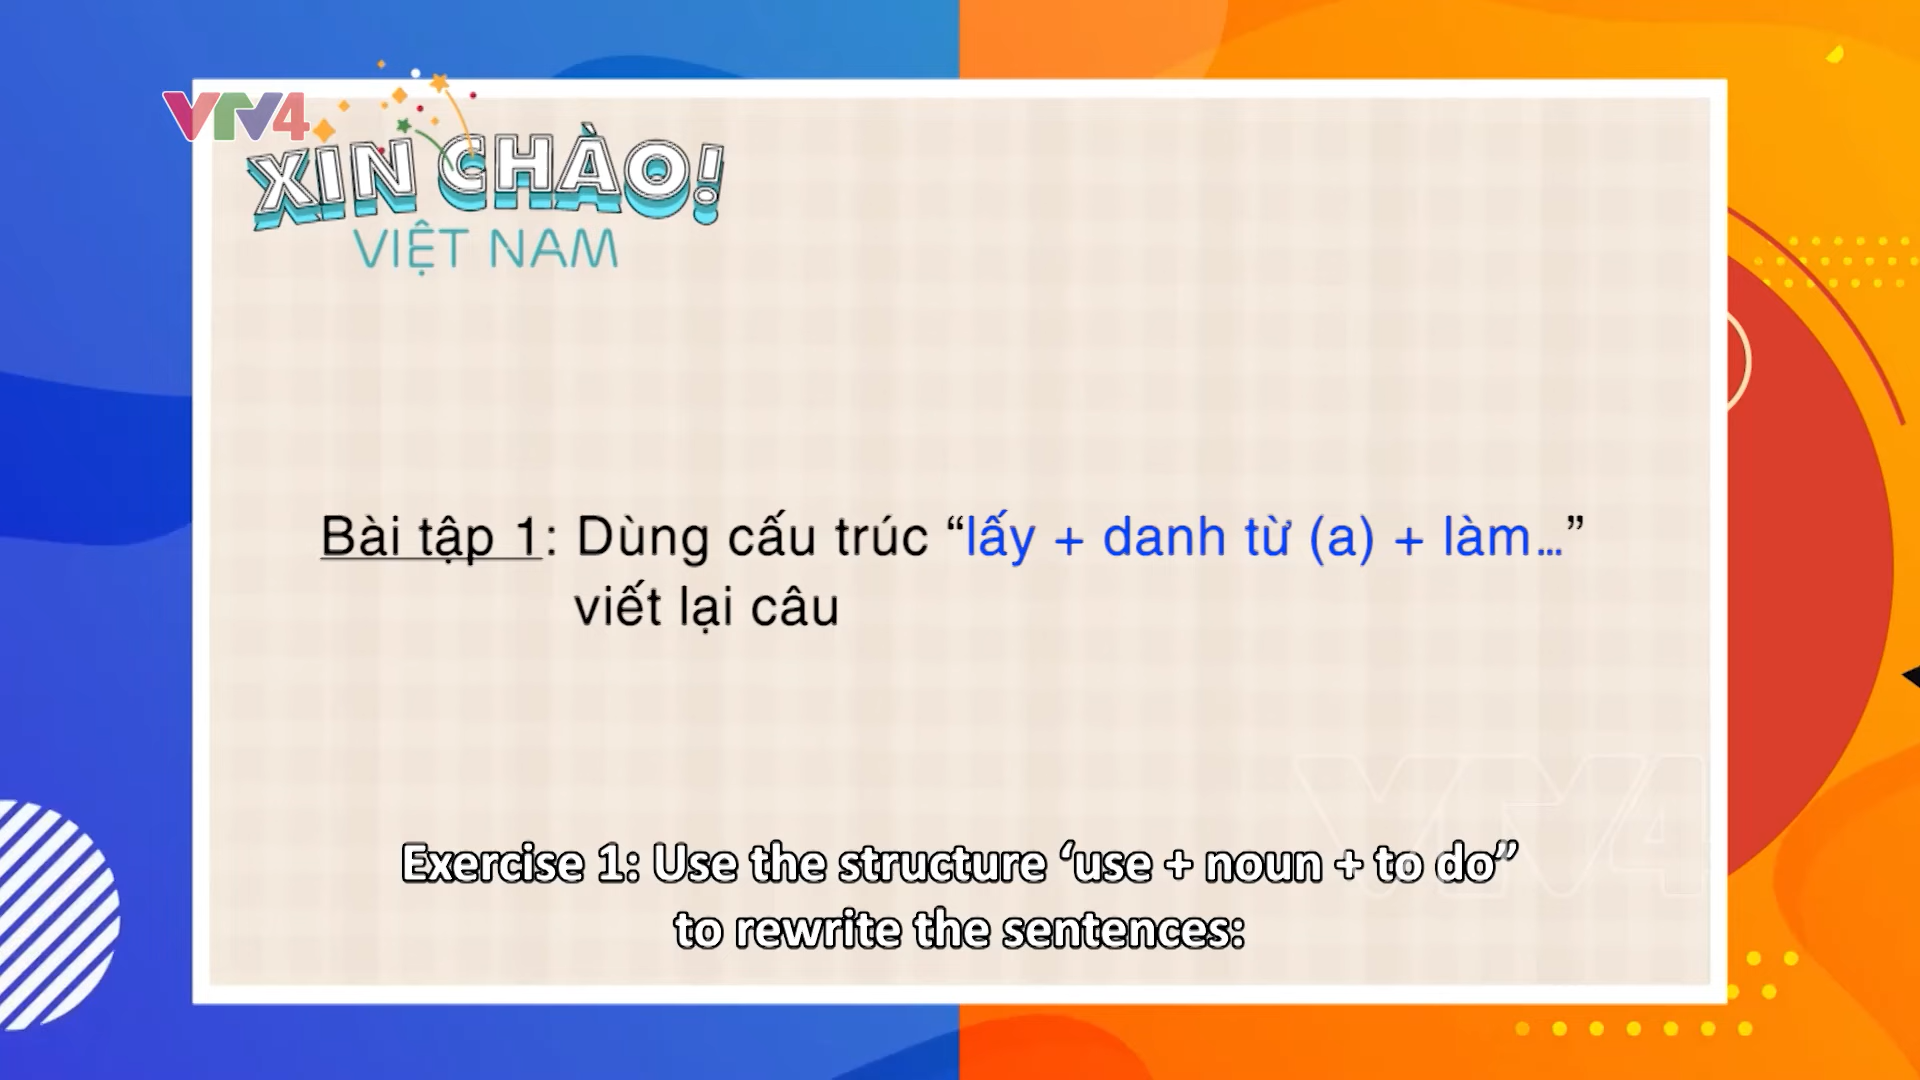 VTV4
XIN CHÀO!
VIỆT NAM
Bài tập 1: Dùng cấu trúc “lấy + danh từ (a) + làm…”
viết lại câu
VTV4
Exercise 1: Use the structure ‘use + noun + to do”
to rewrite the sentences: